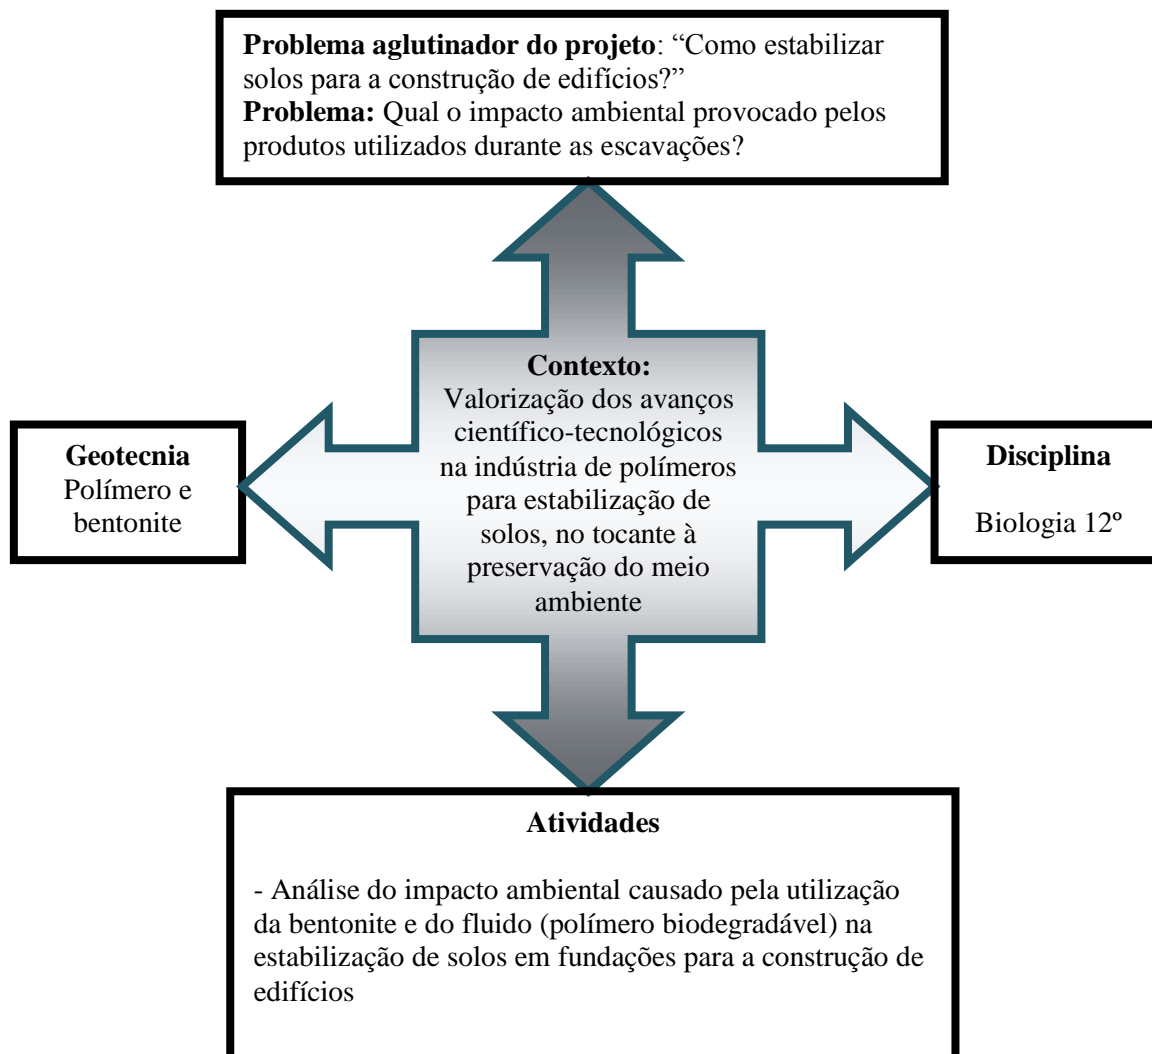 Problema aglutinador do projeto: “Como estabilizar
solos para a construção de edifícios?”
Problema: Qual o impacto ambiental provocado pelos
produtos utilizados durante as escavações?
Contexto:
Valorização dos avanços
científico-tecnológicos
na indústria de polímeros
para estabilização de
solos, no tocante à
preservação do meio
ambiente
Geotecnia
Polímero e
bentonite
Disciplina
Biologia 12º
Atividades
- Análise do impacto ambiental causado pela utilização
da bentonite e do fluido (polímero biodegradável) na
estabilização de solos em fundações para a construção de
edifícios